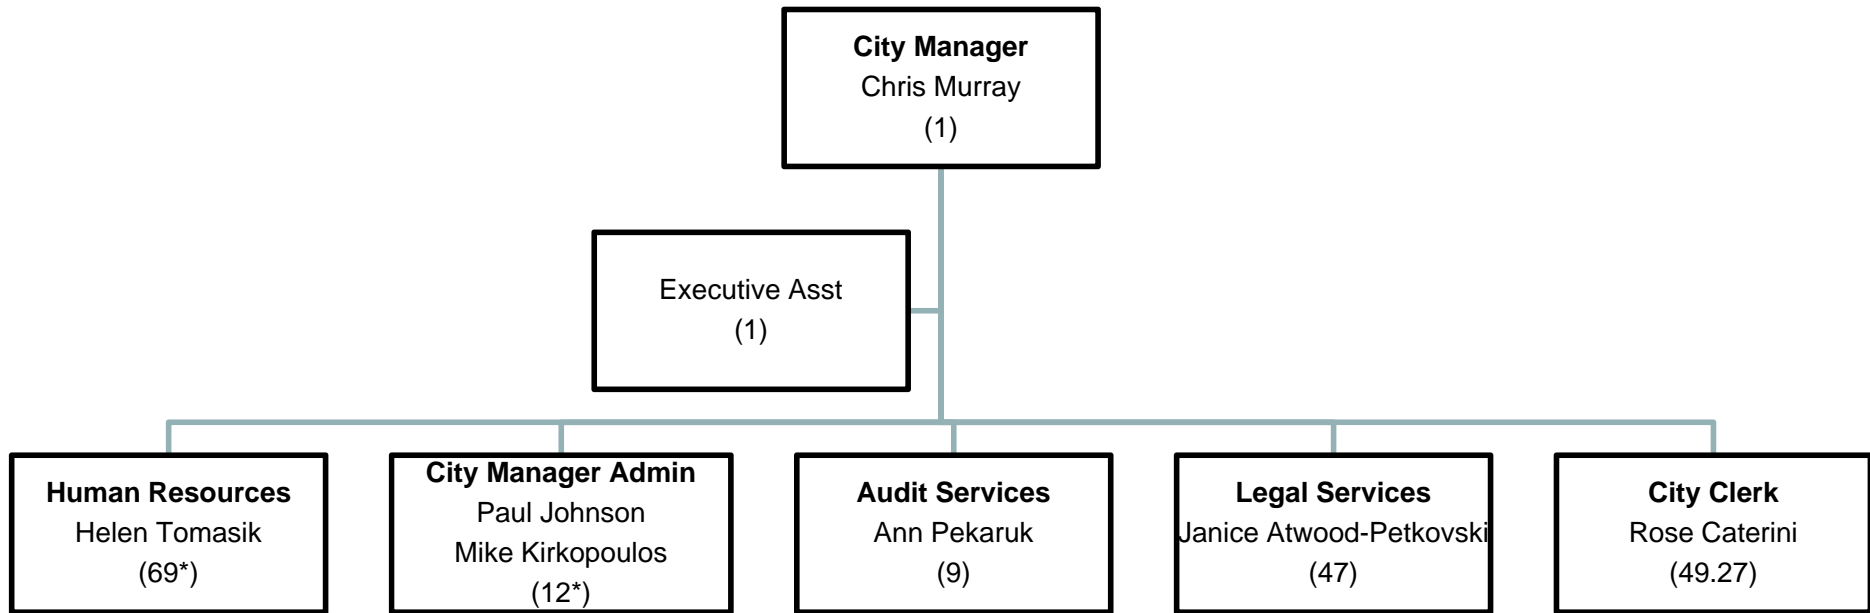 City Manager
Chris Murray
(1)
Executive Asst
(1)
Human Resources
Helen Tomasik
(69*)
City Manager Admin
Paul Johnson
Mike Kirkopoulos
(12*)
Audit Services
Ann Pekaruk
(9)
Legal Services
Janice Atwood-Petkovski
(47)
City Clerk
Rose Caterini
(49.27)